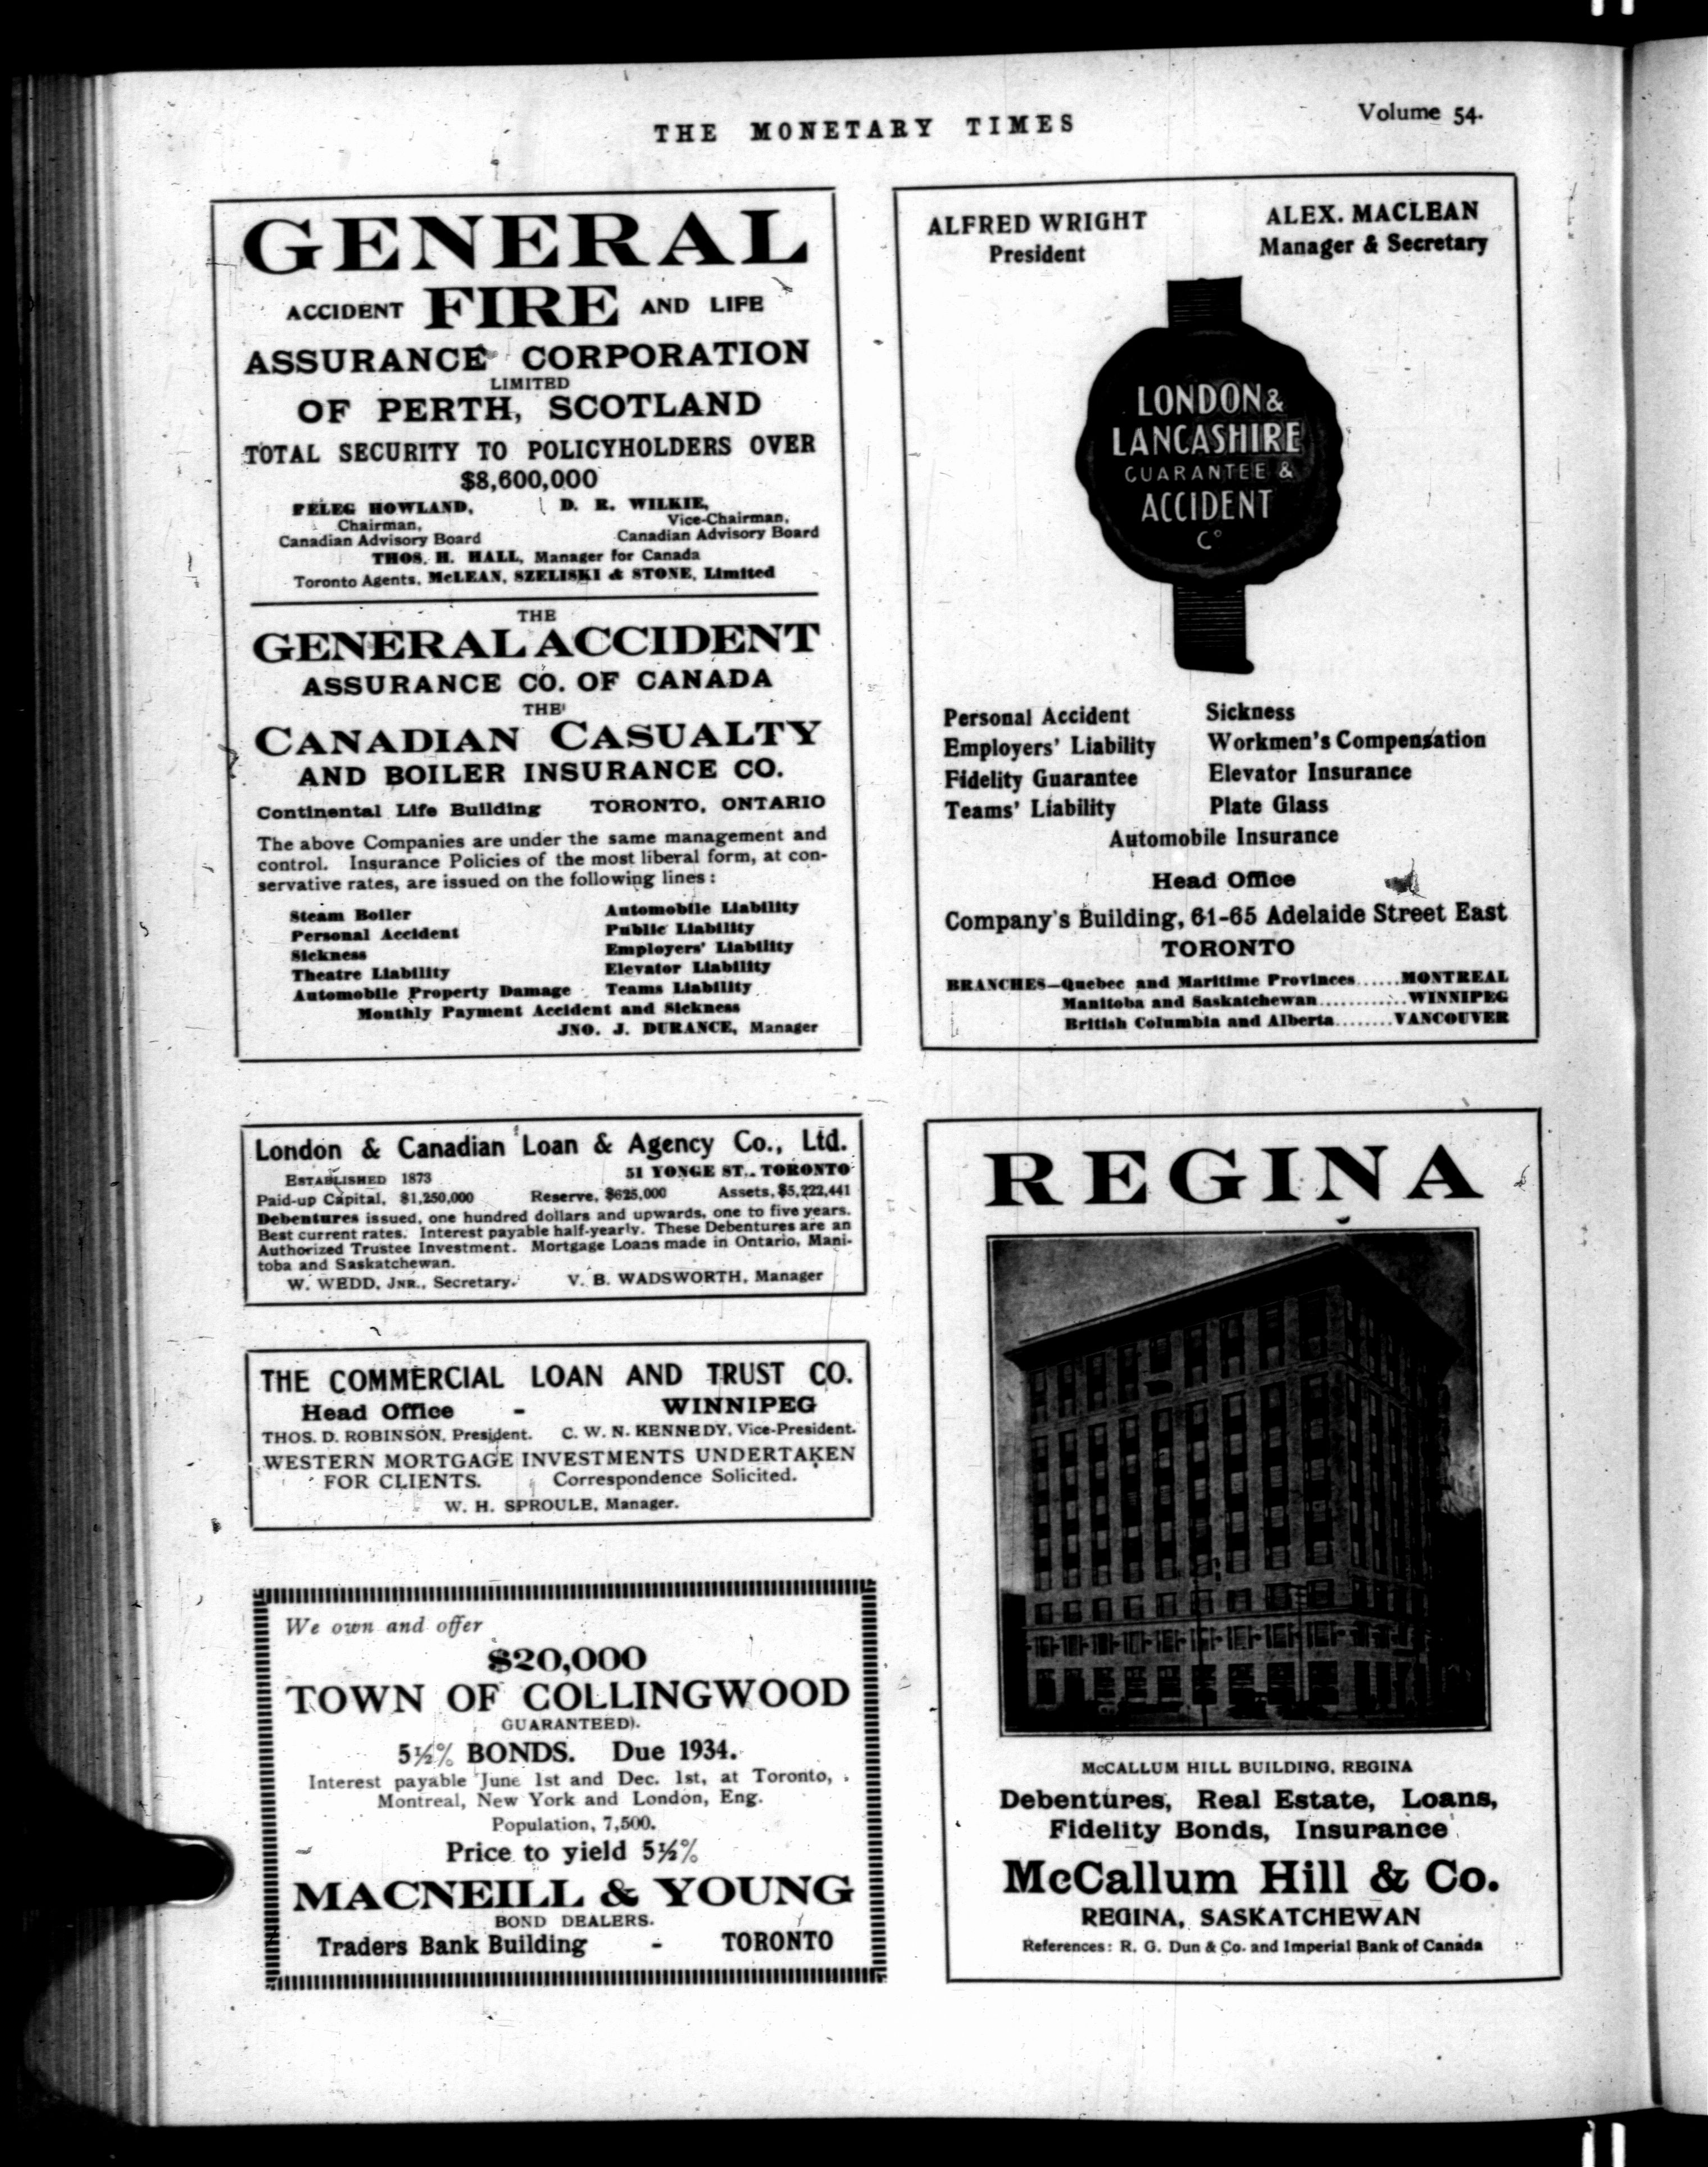 THE MONETARY TIMES
Volume 54.
GENERAL
ACCIDENT FIRE AND LIFE
ASSURANCE CORPORATION
LIMITED
OF PERTH, SCOTLAND
TOTAL SECURITY TO POLICYHOLDERS OVER
$8,600,000
PELEG HOWLAND, D. R. WILKIE,
Chairman, Vice-Chairman,
Canadian Advisory Board Canadian Advisory Board
THOS. H. HALL, Manager for Canada
Toronto Agents, McLEAN, SZELISKI & STONE, Limited
THE
GENERAL ACCIDENT
ASSURANCE CO. OF CANADA
THE
CANADIAN CASUALTY
AND BOILER INSURANCE CO.
Continental Life Building TORONTO, ONTARIO
The above Companies are under the same management and
control. Insurance Policies of the most liberal form, at con-
servative rates, are issued on the following lines:
Steam Boiler Automobile Liability
Personal Accident Public Liability
Sickness Employers' Liability
Theatre Liability Elevator Liability
Automobile Property Damage Teams Liability
Monthly Payment Accident and Sickness
JNO. J. DURANCE, Manager
London & Canadian Loan & Agency Co., Ltd.
ESTABLISHED 1873 51 YONGE ST., TORONTO
Paid-up Capital, $1,250,000 Reserve, $625,000 Assets, $5,222,441
Debentures issued, one hundred dollars and upwards, one to five years.
Best current rates. Interest payable half-yearly. These Debentures are an
Authorized Trustee Investment. Mortgage Loans made in Ontario, Mani-
toba and Saskatchewan.
W. WEDD, JNR., Secretary. V. B. WADSWORTH, Manager
THE COMMERCIAL LOAN AND TRUST CO.
Head Office - WINNIPEG
THOS. D. ROBINSON, President. C. W. N. KENNEDY, Vice-President.
WESTERN MORTGAGE INVESTMENTS UNDERTAKEN
FOR CLIENTS. Correspondence Solicited.
W. H. SPROULE, Manager.
We own and offer
$20,000
TOWN OF COLLINGWOOD
GUARANTEED).
5½% BONDS. Due 1934.
Interest payable June 1st and Dec. 1st, at Toronto,
Montreal, New York and London, Eng.
Population, 7,500.
Price to yield 5½%
MACNEILL & YOUNG
BOND DEALERS.
Traders Bank Building - TORONTO
ALFRED WRIGHT ALEX. MACLEAN
President Manager & Secretary
LONDON &
LANCASHIRE
GUARANTEE &
ACCIDENT
Co
Personal Accident Sickness
Employers' Liability Workmen's Compensation
Fidelity Guarantee Elevator Insurance
Teams' Liability Plate Glass
Automobile Insurance
Head Office
Company's Building, 61-65 Adelaide Street East
TORONTO
BRANCHES—Quebec and Maritime Provinces......MONTREAL
Manitoba and Saskatchewan............WINNIPEG
British Columbia and Alberta........VANCOUVER
REGINA
McCALLUM HILL BUILDING, REGINA
Debentures, Real Estate, Loans,
Fidelity Bonds, Insurance
McCallum Hill & Co.
REGINA, SASKATCHEWAN
References: R. G. Dun & Co. and Imperial Bank of Canada